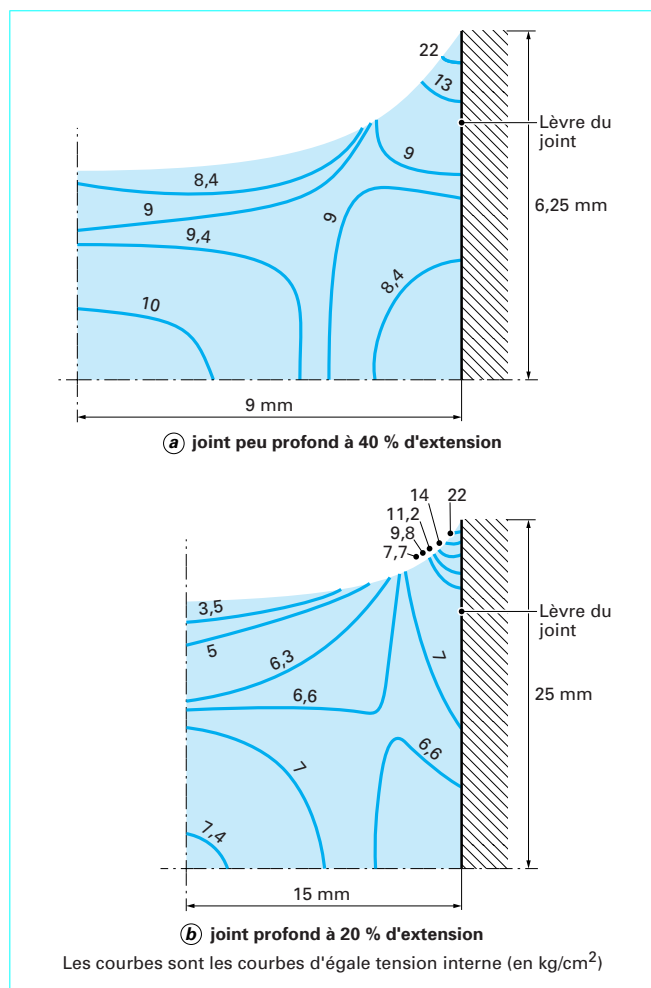 22
13
Lèvre du
joint
9
8,4
6,25 mm
9
9
9,4
8,4
10
9 mm
a joint peu profond à 40 % d'extension
14 22
11,2
9,8
7,7
3,5
Lèvre du
joint
5
7
6,3
6,6
25 mm
6,6
7
7,4
15 mm
b joint profond à 20 % d'extension
Les courbes sont les courbes d'égale tension interne (en kg/cm²)